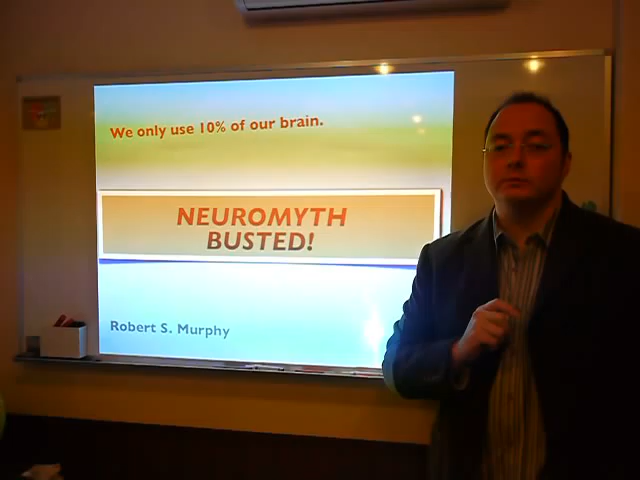 We only use 10% of our brain.
NEUROMYTH
BUSTED!
Robert S. Murphy